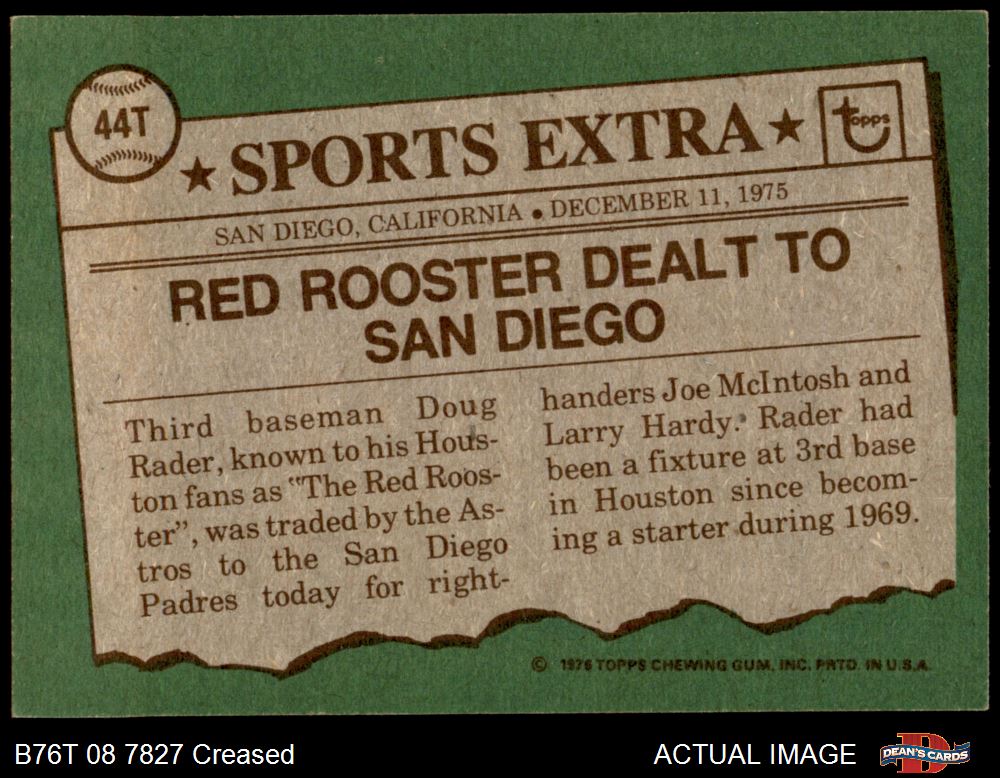 44T
★ SPORTS EXTRA ★
topps
SAN DIEGO, CALIFORNIA • DECEMBER 11, 1975
RED ROOSTER DEALT TO
SAN DIEGO
Third baseman Doug
Rader, known to his Hous-
ton fans as "The Red Roos-
ter", was traded by the As-
tros to the San Diego
Padres today for right-
handers Joe McIntosh and
Larry Hardy. Rader had
been a fixture at 3rd base
in Houston since becom-
ing a starter during 1969.
© 1976 TOPPS CHEWING GUM, INC. PRTD. IN U.S.A.
B76T 08 7827 Creased
ACTUAL IMAGE
D
DEAN'S CARDS